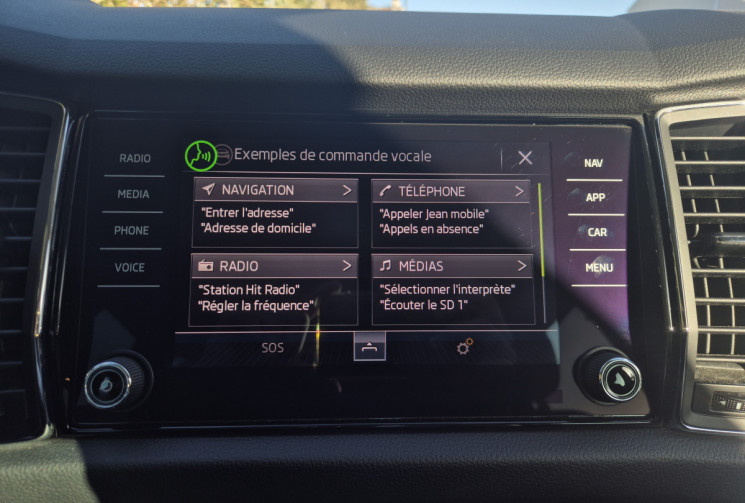 RADIO
MEDIA
PHONE
VOICE
Exemples de commande vocale
NAVIGATION
"Entrer l'adresse"
"Adresse de domicile"
TÉLÉPHONE
"Appeler Jean mobile"
"Appels en absence"
RADIO
"Station Hit Radio"
"Régler la fréquence"
MÉDIAS
"Sélectionner l'interprète"
"Écouter le SD 1"
SOS
NAV
APP
CAR
MENU